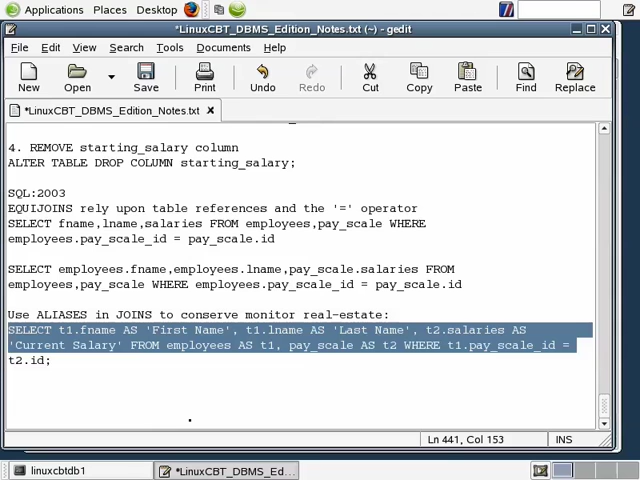 Applications Places Desktop
*LinuxCBT_DBMS_Edition_Notes.txt (~) - gedit
File Edit View Search Tools Documents Help
New Open Save Print Undo Redo Cut Copy Paste Find Replace
*LinuxCBT_DBMS_Edition_Notes.txt x
4. REMOVE starting_salary column
ALTER TABLE DROP COLUMN starting_salary;
SQL:2003
EQUIJOINS rely upon table references and the '=' operator
SELECT fname,lname,salaries FROM employees,pay_scale WHERE
employees.pay_scale_id = pay_scale.id
SELECT employees.fname,employees.lname,pay_scale.salaries FROM
employees,pay_scale WHERE employees.pay_scale_id = pay_scale.id
Use ALIASES in JOINS to conserve monitor real-estate:
SELECT t1.fname AS 'First Name', t1.lname AS 'Last Name', t2.salaries AS
'Current Salary' FROM employees AS t1, pay_scale AS t2 WHERE t1.pay_scale_id =
t2.id;
Ln 441, Col 153 INS
linuxcbtdb1 *LinuxCBT_DBMS_Ed...